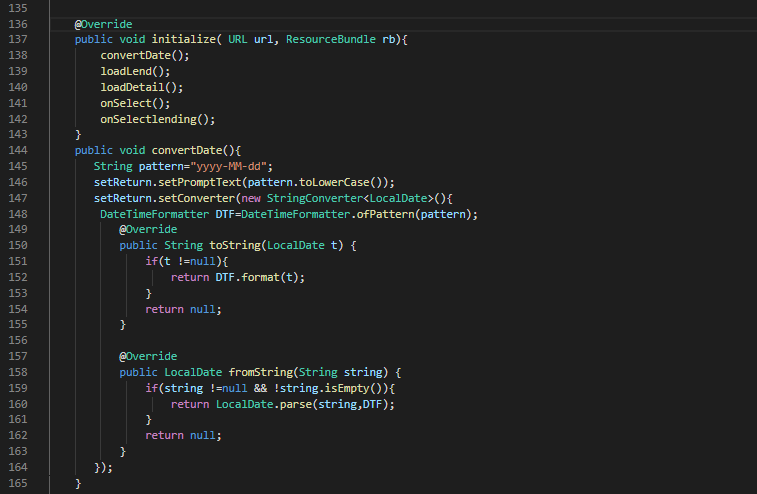 135
136 @Override
137 public void initialize( URL url, ResourceBundle rb){
138 convertDate();
139 loadLend();
140 loadDetail();
141 onSelect();
142 onSelectlending();
143 }
144 public void convertDate(){
145 String pattern="yyyy-MM-dd";
146 setReturn.setPromptText(pattern.toLowerCase());
147 setReturn.setConverter(new StringConverter<LocalDate>(){
148 DateTimeFormatter DTF=DateTimeFormatter.ofPattern(pattern);
149 @Override
150 public String toString(LocalDate t) {
151 if(t !=null){
152 return DTF.format(t);
153 }
154 return null;
155 }
156
157 @Override
158 public LocalDate fromString(String string) {
159 if(string !=null && !string.isEmpty()){
160 return LocalDate.parse(string,DTF);
161 }
162 return null;
163 }
164 });
165 }